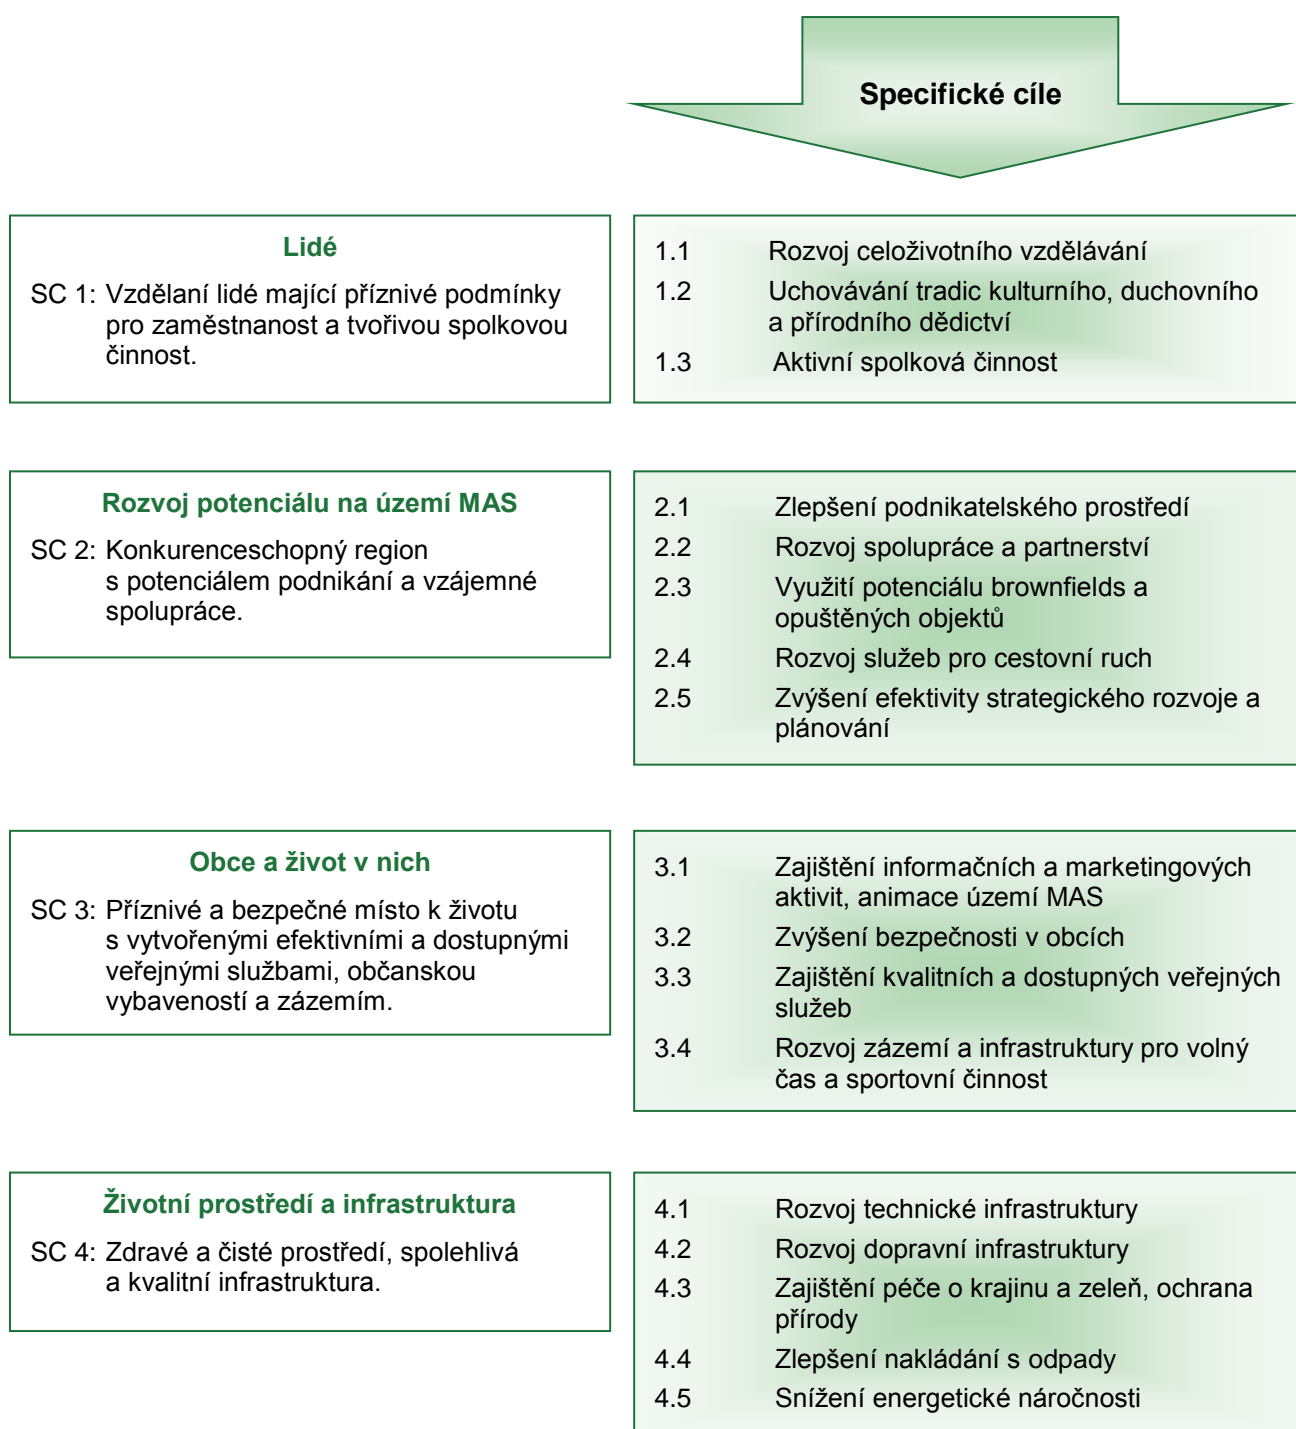 Specifické cíle
Lidé
SC 1: Vzdělaní lidé mající příznivé podmínky
pro zaměstnanost a tvořivou spolkovou
činnost.
1.1 Rozvoj celoživotního vzdělávání
1.2 Uchovávání tradic kulturního, duchovního
a přírodního dědictví
1.3 Aktivní spolková činnost
Rozvoj potenciálu na území MAS
SC 2: Konkurenceschopný region
s potenciálem podnikání a vzájemné
spolupráce.
2.1 Zlepšení podnikatelského prostředí
2.2 Rozvoj spolupráce a partnerství
2.3 Využití potenciálu brownfields a
opuštěných objektů
2.4 Rozvoj služeb pro cestovní ruch
2.5 Zvýšení efektivity strategického rozvoje a
plánování
Obce a život v nich
SC 3: Příznivé a bezpečné místo k životu
s vytvořenými efektivními a dostupnými
veřejnými službami, občanskou
vybaveností a zázemím.
3.1 Zajištění informačních a marketingových
aktivit, animace území MAS
3.2 Zvýšení bezpečnosti v obcích
3.3 Zajištění kvalitních a dostupných veřejných
služeb
3.4 Rozvoj zázemí a infrastruktury pro volný
čas a sportovní činnost
Životní prostředí a infrastruktura
SC 4: Zdravé a čisté prostředí, spolehlivá
a kvalitní infrastruktura.
4.1 Rozvoj technické infrastruktury
4.2 Rozvoj dopravní infrastruktury
4.3 Zajištění péče o krajinu a zeleň, ochrana
přírody
4.4 Zlepšení nakládání s odpady
4.5 Snížení energetické náročnosti